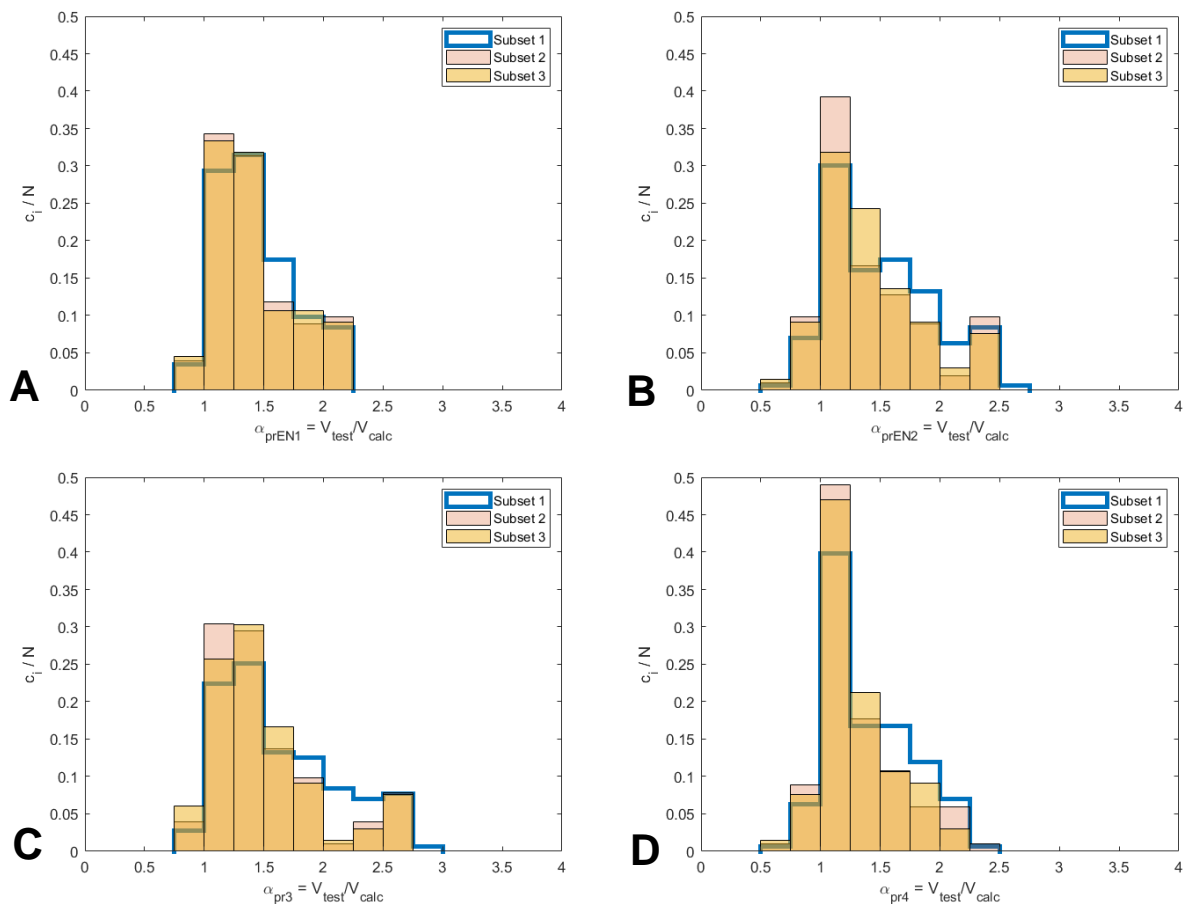 0.5
0.45
0.4
0.35
0.3
0.25
0.2
0.15
0.1
0.05
0
c_i / N
Subset 1
Subset 2
Subset 3
A
0 0.5 1 1.5 2 2.5 3 3.5 4
α_prEN1 = V_test/V_calc
0.5
0.45
0.4
0.35
0.3
0.25
0.2
0.15
0.1
0.05
0
c_i / N
Subset 1
Subset 2
Subset 3
B
0 0.5 1 1.5 2 2.5 3 3.5 4
α_prEN2 = V_test/V_calc
0.5
0.45
0.4
0.35
0.3
0.25
0.2
0.15
0.1
0.05
0
c_i / N
Subset 1
Subset 2
Subset 3
C
0 0.5 1 1.5 2 2.5 3 3.5 4
α_pr3 = V_test/V_calc
0.5
0.45
0.4
0.35
0.3
0.25
0.2
0.15
0.1
0.05
0
c_i / N
Subset 1
Subset 2
Subset 3
D
0 0.5 1 1.5 2 2.5 3 3.5 4
α_pr4 = V_test/V_calc